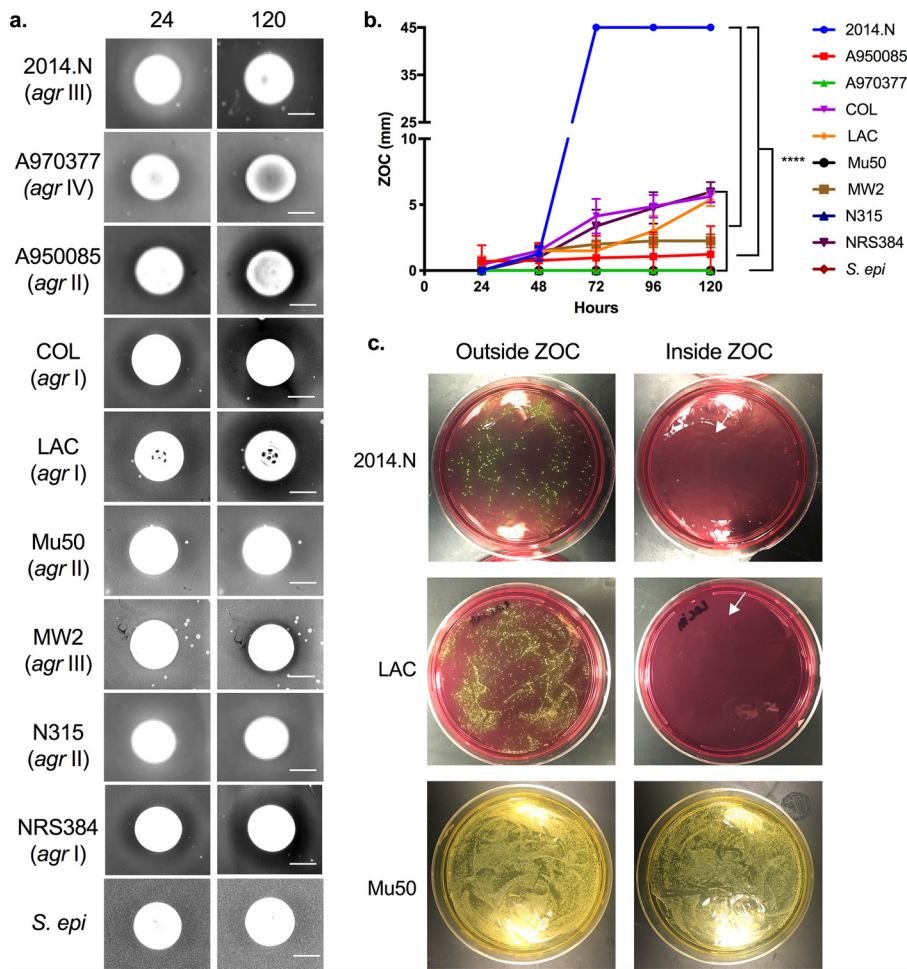 a.
24
120
2014.N
(agr III)
A970377
(agr IV)
A950085
(agr II)
COL
(agr I)
LAC
(agr I)
Mu50
(agr II)
MW2
(agr III)
N315
(agr II)
NRS384
(agr I)
S. epi
b.
ZOC (mm)
45
35
25
10
5
0
0
24
48
72
96
120
Hours
****
2014.N
A950085
A970377
COL
LAC
Mu50
MW2
N315
NRS384
S. epi
c.
Outside ZOC
Inside ZOC
2014.N
LAC
Mu50